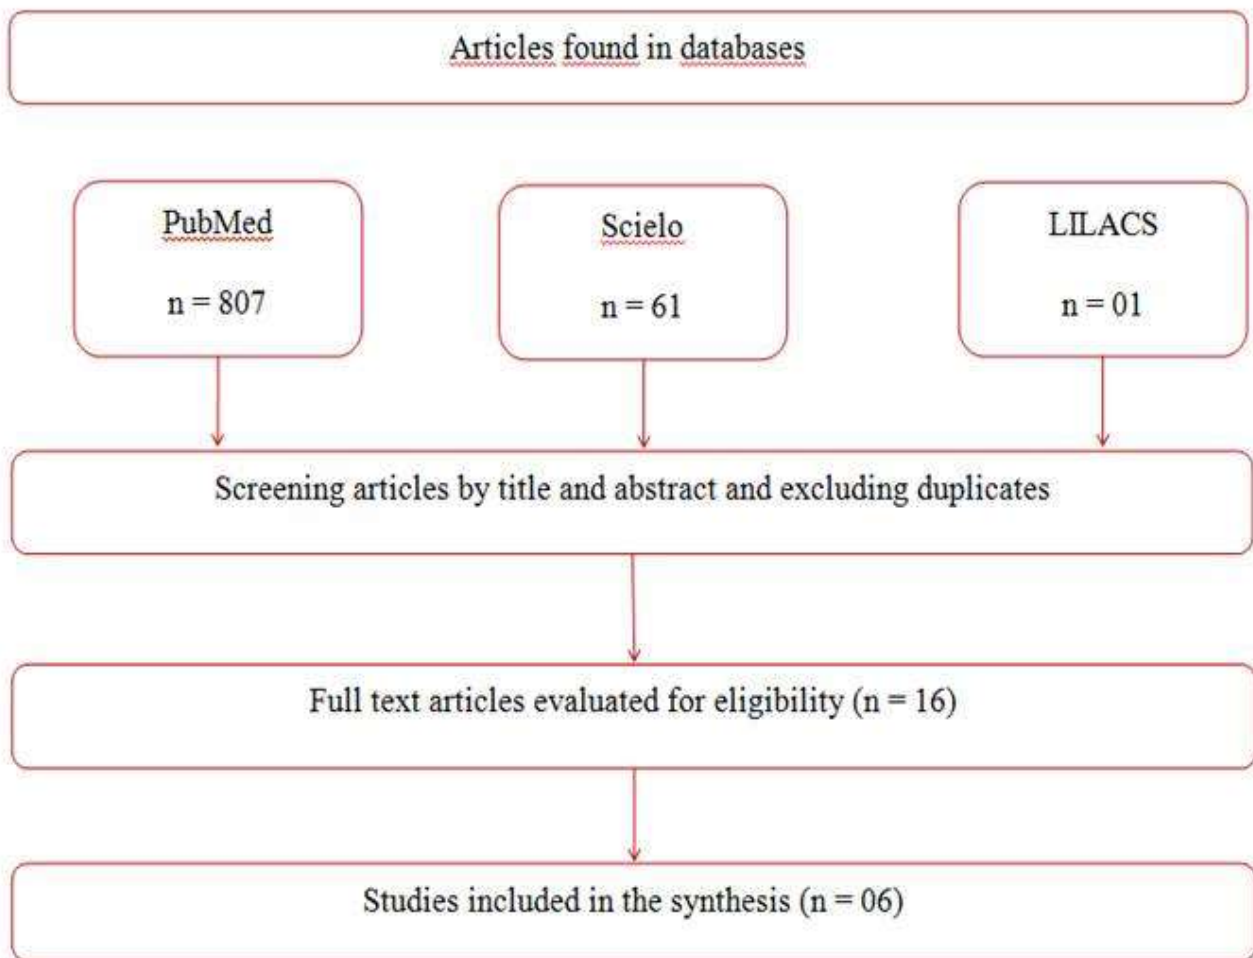 Articles found in databases
PubMed
n = 807
Scielo
n = 61
LILACS
n = 01
Screening articles by title and abstract and excluding duplicates
Full text articles evaluated for eligibility (n = 16)
Studies included in the synthesis (n = 06)